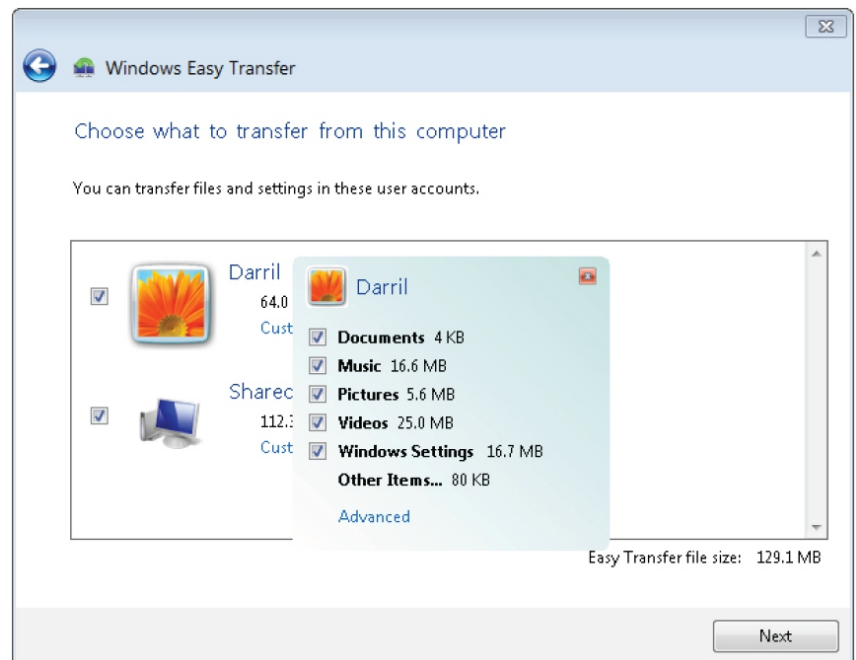 Windows Easy Transfer
Choose what to transfer from this computer
You can transfer files and settings in these user accounts.
Darril
64.0
Cust
Darril
Documents 4 KB
Music 16.6 MB
Pictures 5.6 MB
Videos 25.0 MB
Windows Settings 16.7 MB
Other Items... 80 KB
Advanced
112.
Cust
Easy Transfer file size: 129.1 MB
Next